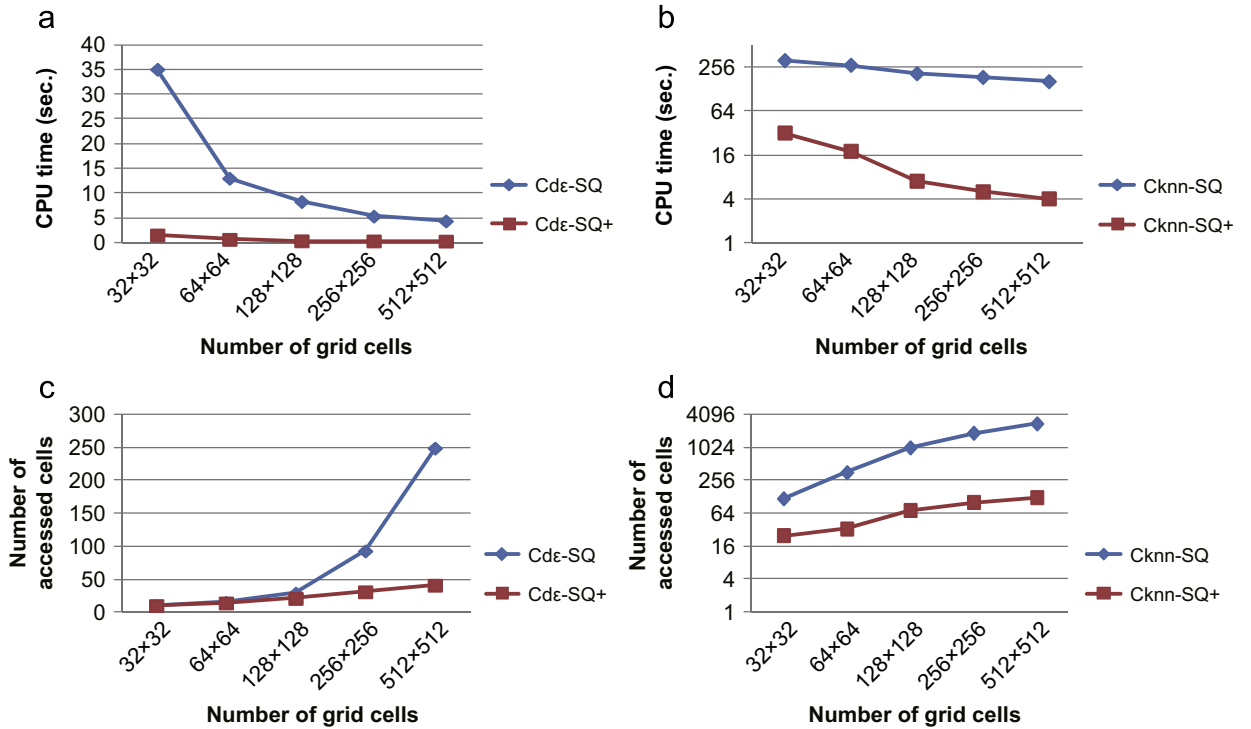 a
40
35
30
25
20
15
10
5
0
CPU time (sec.)
32×32
64×64
128×128
256×256
512×512
Number of grid cells
Cdε-SQ
Cdε-SQ+
b
256
64
16
4
1
CPU time (sec.)
32×32
64×64
128×128
256×256
512×512
Number of grid cells
Cknn-SQ
Cknn-SQ+
c
300
250
200
150
100
50
0
Number of
accessed cells
32×32
64×64
128×128
256×256
512×512
Number of grid cells
Cdε-SQ
Cdε-SQ+
d
4096
1024
256
64
16
4
1
Number of
accessed cells
32×32
64×64
128×128
256×256
512×512
Number of grid cells
Cknn-SQ
Cknn-SQ+